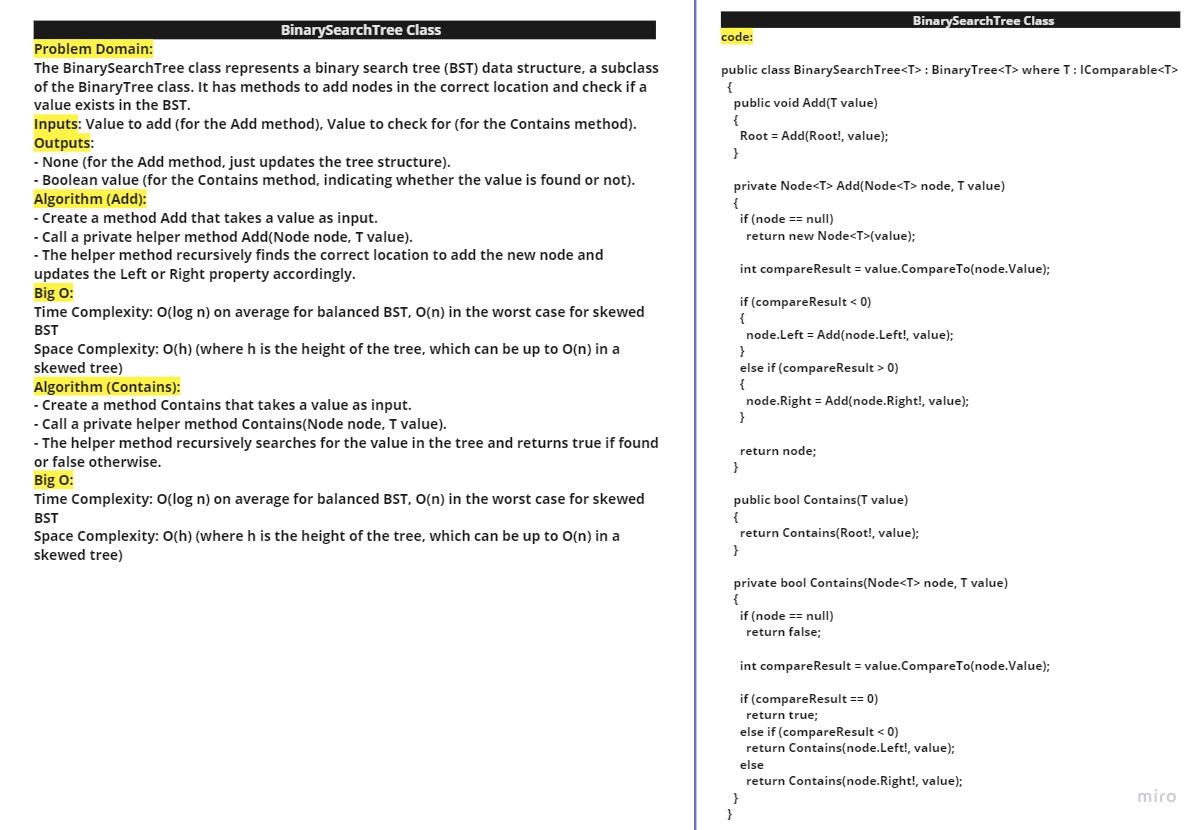 BinarySearchTree Class
Problem Domain:
The BinarySearchTree class represents a binary search tree (BST) data structure, a subclass
of the BinaryTree class. It has methods to add nodes in the correct location and check if a
value exists in the BST.
Inputs: Value to add (for the Add method), Value to check for (for the Contains method).
Outputs:
- None (for the Add method, just updates the tree structure).
- Boolean value (for the Contains method, indicating whether the value is found or not).
Algorithm (Add):
- Create a method Add that takes a value as input.
- Call a private helper method Add(Node node, T value).
- The helper method recursively finds the correct location to add the new node and
updates the Left or Right property accordingly.
Big O:
Time Complexity: O(log n) on average for balanced BST, O(n) in the worst case for skewed
BST
Space Complexity: O(h) (where h is the height of the tree, which can be up to O(n) in a
skewed tree)
Algorithm (Contains):
- Create a method Contains that takes a value as input.
- Call a private helper method Contains(Node node, T value).
- The helper method recursively searches for the value in the tree and returns true if found
or false otherwise.
Big O:
Time Complexity: O(log n) on average for balanced BST, O(n) in the worst case for skewed
BST
Space Complexity: O(h) (where h is the height of the tree, which can be up to O(n) in a
skewed tree)
BinarySearchTree Class
code:
public class BinarySearchTree<T> : BinaryTree<T> where T : IComparable<T>
{
public void Add(T value)
{
Root = Add(Root!, value);
}
private Node<T> Add(Node<T> node, T value)
{
if (node == null)
return new Node<T>(value);
int compareResult = value.CompareTo(node.Value);
if (compareResult < 0)
{
node.Left = Add(node.Left!, value);
}
else if (compareResult > 0)
{
node.Right = Add(node.Right!, value);
}
return node;
}
public bool Contains(T value)
{
return Contains(Root!, value);
}
private bool Contains(Node<T> node, T value)
{
if (node == null)
return false;
int compareResult = value.CompareTo(node.Value);
if (compareResult == 0)
return true;
else if (compareResult < 0)
return Contains(node.Left!, value);
else
return Contains(node.Right!, value);
}
}
miro